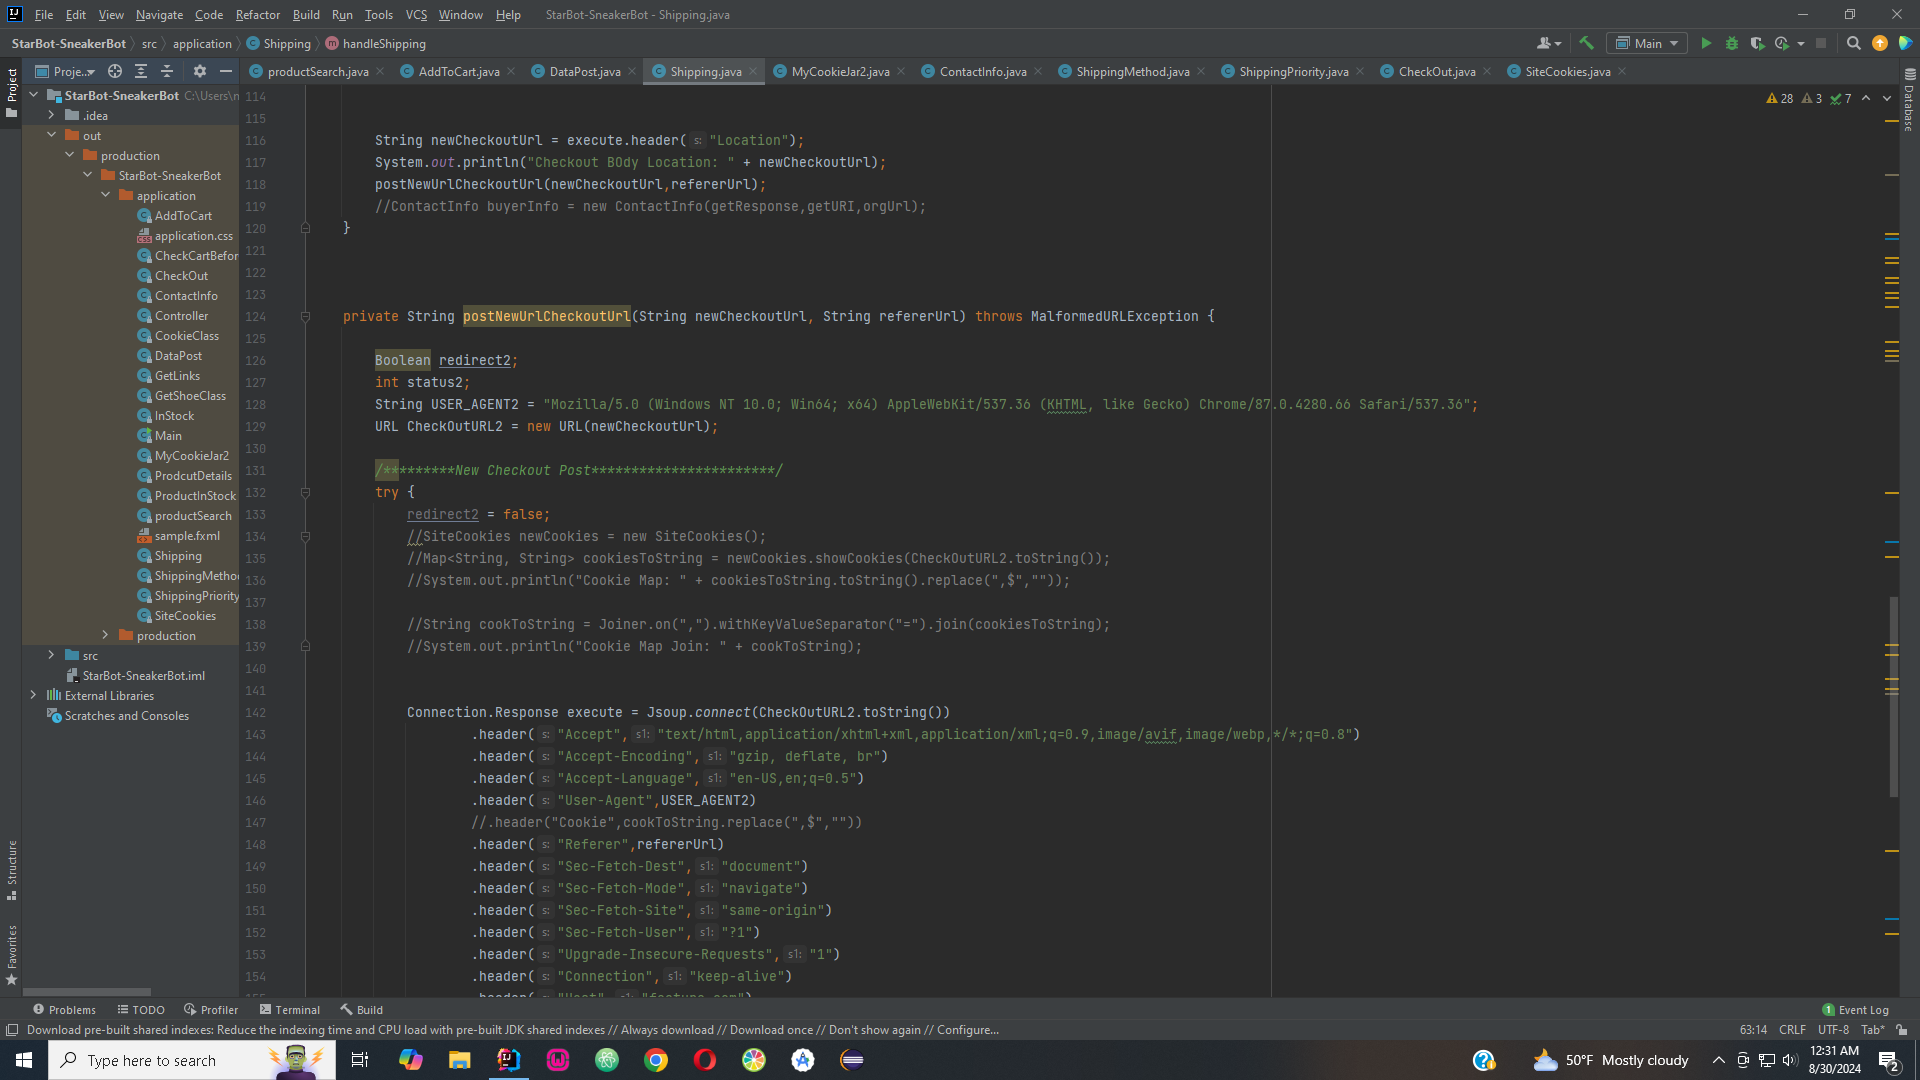 File Edit View Navigate Code Refactor Build Run Tools VCS Window Help StarBot-SneakerBot - Shipping.java
StarBot-SneakerBot src application Shipping handleShipping Main
Proje... productSearch.java AddToCart.java DataPost.java Shipping.java MyCookieJar2.java ContactInfo.java ShippingMethod.java ShippingPriority.java CheckOut.java SiteCookies.java
Project
Structure
Favorites
Database
StarBot-SneakerBot C:\Users\n
.idea
out
production
StarBot-SneakerBot
application
AddToCart
application.css
CheckCartBefor
CheckOut
ContactInfo
Controller
CookieClass
DataPost
GetLinks
GetShoeClass
InStock
Main
MyCookieJar2
ProdcutDetails
ProductInStock
productSearch
sample.fxml
Shipping
ShippingMetho
ShippingPriority
SiteCookies
production
src
StarBot-SneakerBot.iml
External Libraries
Scratches and Consoles
28 3 7
114
115
116 String newCheckoutUrl = execute.header( s: "Location");
117 System.out.println("Checkout BOdy Location: " + newCheckoutUrl);
118 postNewUrlCheckoutUrl(newCheckoutUrl,refererUrl);
119 //ContactInfo buyerInfo = new ContactInfo(getResponse,getURI,orgUrl);
120 }
121
122
123
124 private String postNewUrlCheckoutUrl(String newCheckoutUrl, String refererUrl) throws MalformedURLException {
125
126 Boolean redirect2;
127 int status2;
128 String USER_AGENT2 = "Mozilla/5.0 (Windows NT 10.0; Win64; x64) AppleWebKit/537.36 (KHTML, like Gecko) Chrome/87.0.4280.66 Safari/537.36";
129 URL CheckOutURL2 = new URL(newCheckoutUrl);
130
131 /*********New Checkout Post***********************/
132 try {
133 redirect2 = false;
134 //SiteCookies newCookies = new SiteCookies();
135 //Map<String, String> cookiesToString = newCookies.showCookies(CheckOutURL2.toString());
136 //System.out.println("Cookie Map: " + cookiesToString.toString().replace(",$",""));
137
138 //String cookToString = Joiner.on(",").withKeyValueSeparator("=").join(cookiesToString);
139 //System.out.println("Cookie Map Join: " + cookToString);
140
141
142 Connection.Response execute = Jsoup.connect(CheckOutURL2.toString())
143 .header( s: "Accept", s1: "text/html,application/xhtml+xml,application/xml;q=0.9,image/avif,image/webp,*/*;q=0.8")
144 .header( s: "Accept-Encoding", s1: "gzip, deflate, br")
145 .header( s: "Accept-Language", s1: "en-US,en;q=0.5")
146 .header( s: "User-Agent",USER_AGENT2)
147 //.header("Cookie",cookToString.replace(",$",""))
148 .header( s: "Referer",refererUrl)
149 .header( s: "Sec-Fetch-Dest", s1: "document")
150 .header( s: "Sec-Fetch-Mode", s1: "navigate")
151 .header( s: "Sec-Fetch-Site", s1: "same-origin")
152 .header( s: "Sec-Fetch-User", s1: "?1")
153 .header( s: "Upgrade-Insecure-Requests", s1: "1")
154 .header( s: "Connection", s1: "keep-alive")
Problems TODO Profiler Terminal Build 1 Event Log
Download pre-built shared indexes: Reduce the indexing time and CPU load with pre-built JDK shared indexes // Always download // Download once // Don't show again // Configure... 63:14 CRLF UTF-8 Tab*
Type here to search 50°F Mostly cloudy 12:31 AM
8/30/2024 2